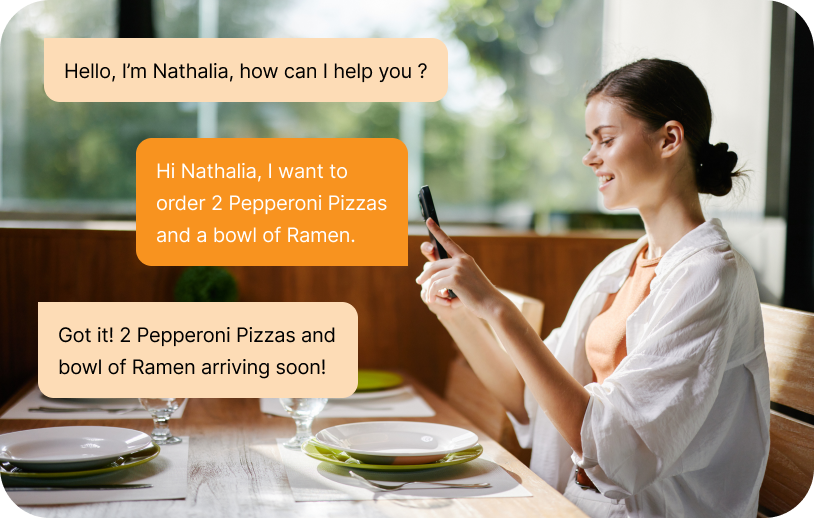 Hello, I’m Nathalia, how can I help you ?
Hi Nathalia, I want to
order 2 Pepperoni Pizzas
and a bowl of Ramen.
Got it! 2 Pepperoni Pizzas and
bowl of Ramen arriving soon!